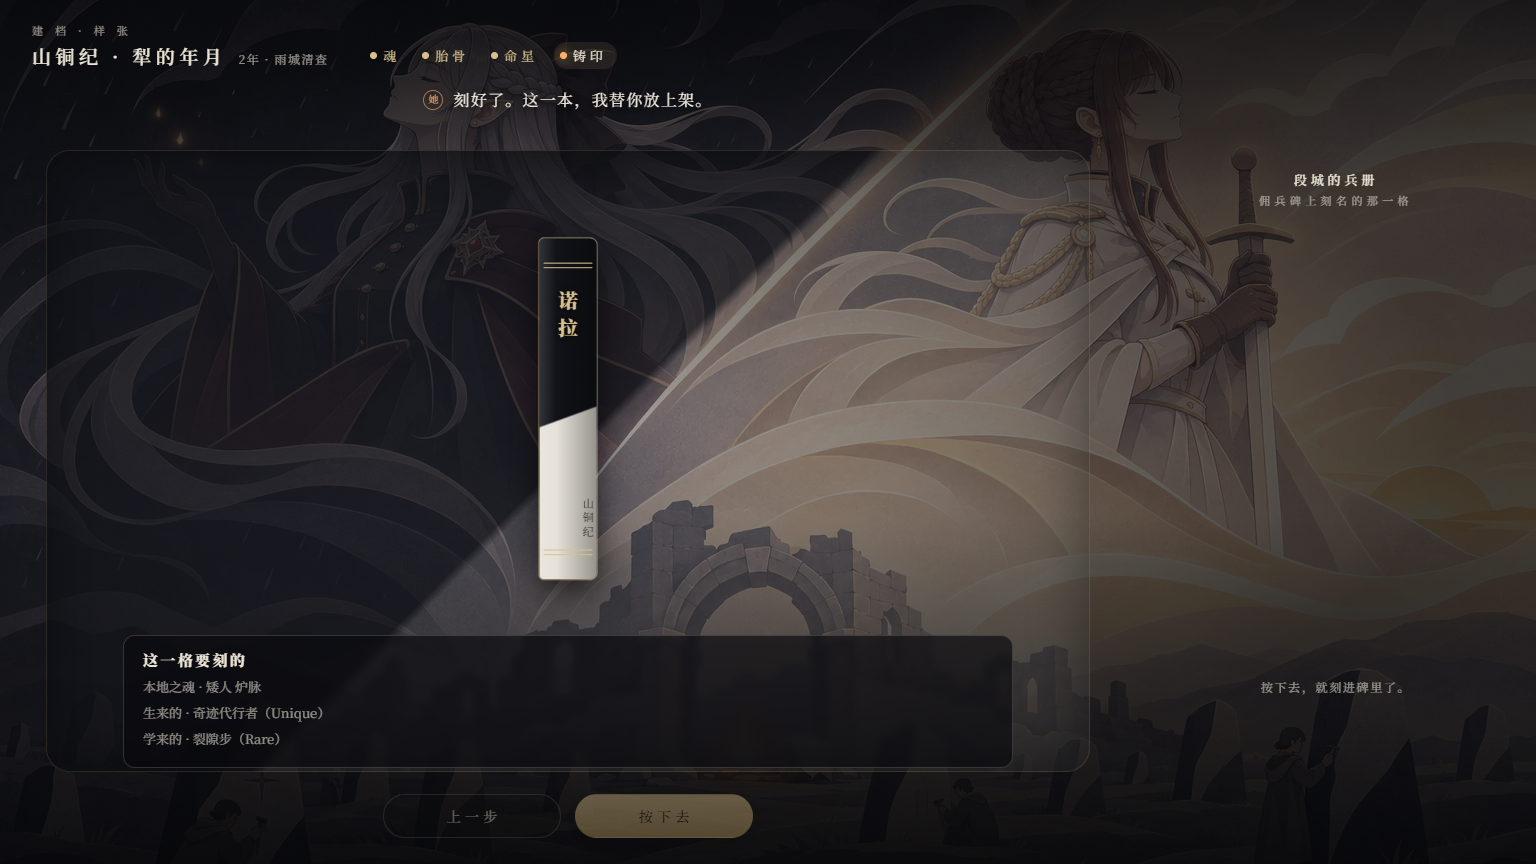 建档·样张
山铜纪·犁的年月 2年·雨城清查
魂 胎骨 命星 铸印
她 刻好了。这一本，我替你放上架。
段城的兵册
佣兵碑上刻名的那一格
诺拉
山铜纪
这一格要刻的
本地之魂·矮人 炉脉
生来的·奇迹代行者（Unique）
学来的·裂隙步（Rare）
按下去，就刻进碑里了。
上一步 按下去